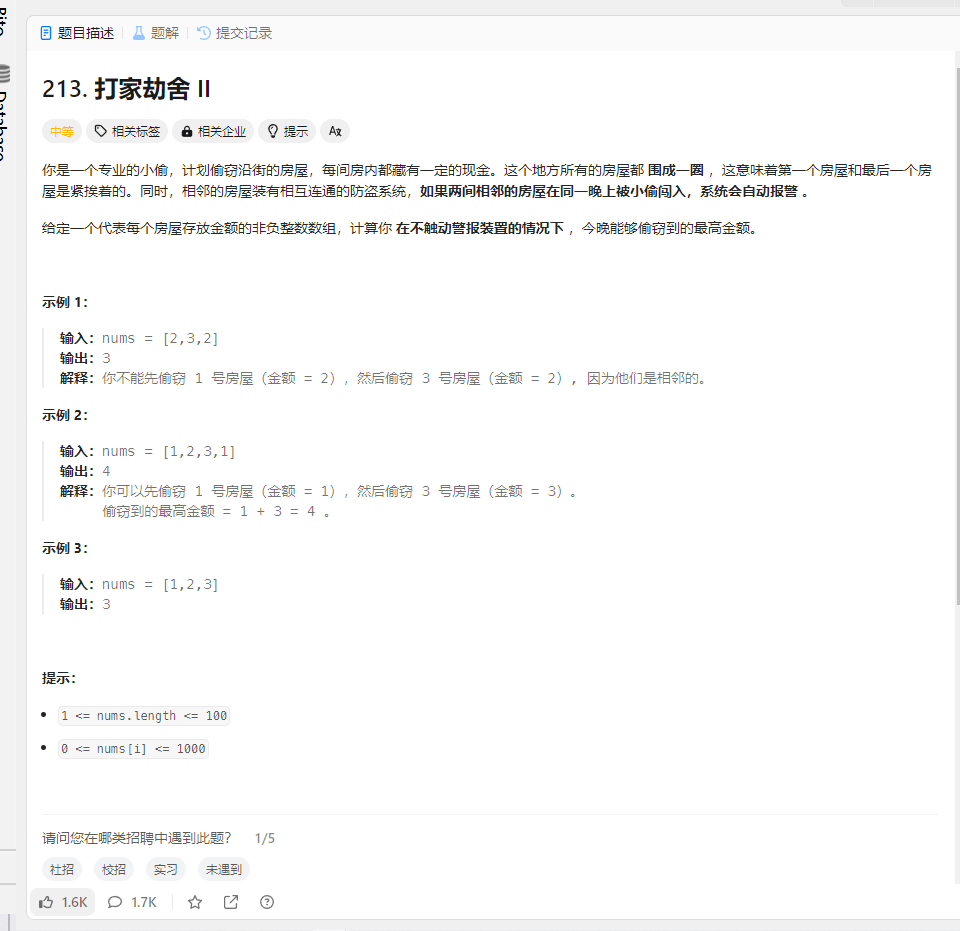 Database
题目描述 题解 提交记录
213. 打家劫舍 II
中等 相关标签 相关企业 提示
你是一个专业的小偷，计划偷窃沿街的房屋，每间房内都藏有一定的现金。这个地方所有的房屋都 围成一圈 ，这意味着第一个房屋和最后一个房
屋是紧挨着的。同时，相邻的房屋装有相互连通的防盗系统，如果两间相邻的房屋在同一晚上被小偷闯入，系统会自动报警 。
给定一个代表每个房屋存放金额的非负整数数组，计算你 在不触动警报装置的情况下 ，今晚能够偷窃到的最高金额。
示例 1：
输入：nums = [2,3,2]
输出：3
解释：你不能先偷窃 1 号房屋（金额 = 2），然后偷窃 3 号房屋（金额 = 2）, 因为他们是相邻的。
示例 2：
输入：nums = [1,2,3,1]
输出：4
解释：你可以先偷窃 1 号房屋（金额 = 1），然后偷窃 3 号房屋（金额 = 3）。
偷窃到的最高金额 = 1 + 3 = 4 。
示例 3：
输入：nums = [1,2,3]
输出：3
提示：
1 <= nums.length <= 100
0 <= nums[i] <= 1000
请问您在哪类招聘中遇到此题？ 1/5
社招 校招 实习 未遇到
1.6K 1.7K